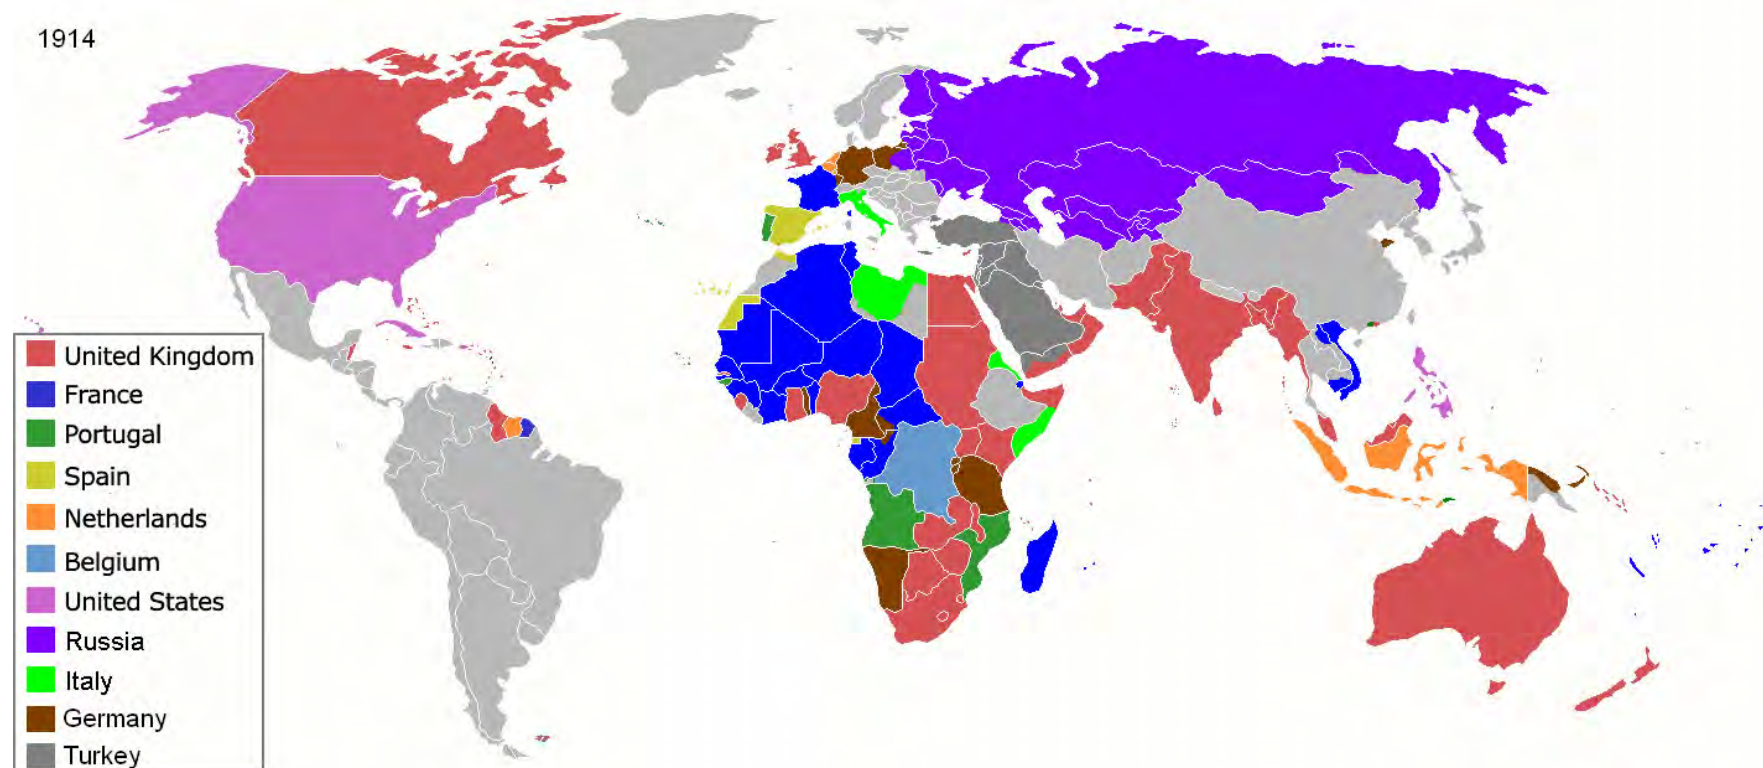 1914
United Kingdom
France
Portugal
Spain
Netherlands
Belgium
United States
Russia
Italy
Germany
Turkey